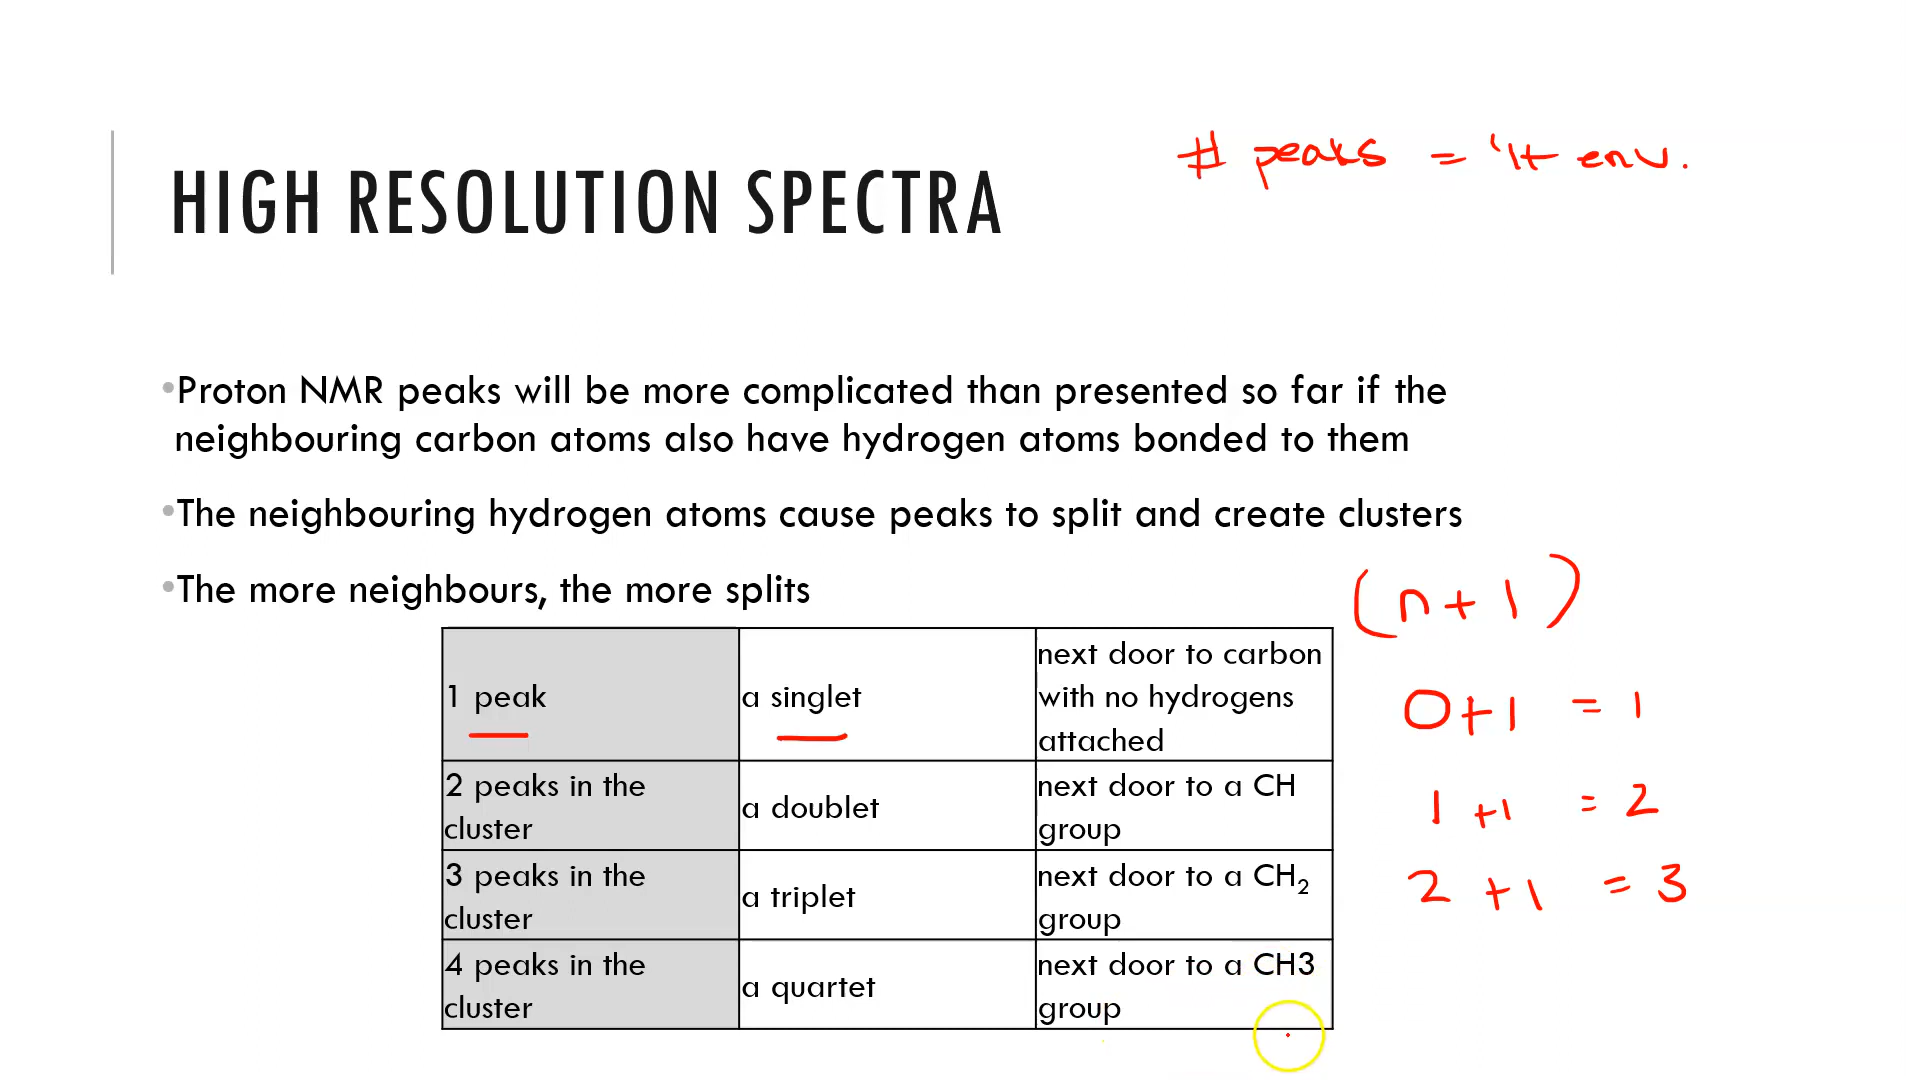 # peaks = 'H env.
HIGH RESOLUTION SPECTRA
•Proton NMR peaks will be more complicated than presented so far if the
neighbouring carbon atoms also have hydrogen atoms bonded to them
•The neighbouring hydrogen atoms cause peaks to split and create clusters
•The more neighbours, the more splits
(n+1)
1 peak
a singlet
next door to carbon
with no hydrogens
attached
0+1 = 1
2 peaks in the
cluster
a doublet
next door to a CH
group
1 +1 = 2
3 peaks in the
cluster
a triplet
next door to a CH₂
group
2 +1 = 3
4 peaks in the
cluster
a quartet
next door to a CH3
group